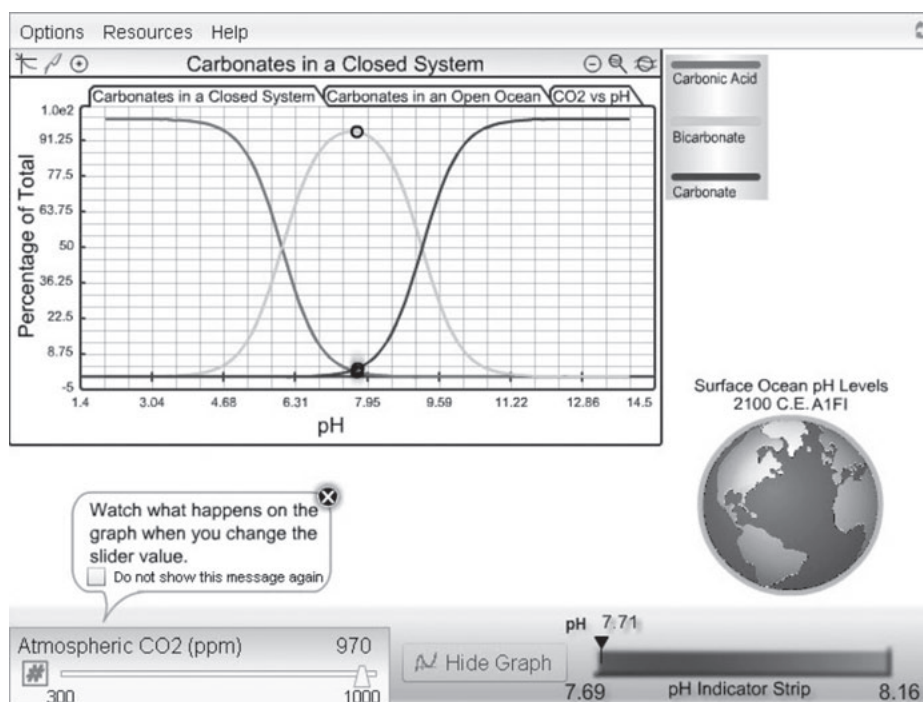 Options Resources Help
Carbonates in a Closed System
Carbonates in a Closed System Carbonates in an Open Ocean CO2 vs pH
Carbonic Acid
Bicarbonate
Carbonate
Percentage of Total
1.0e2
91.25
77.5
63.75
50
36.25
22.5
8.75
-5
1.4 3.04 4.68 6.31 7.95 9.59 11.22 12.86 14.5
pH
Surface Ocean pH Levels
2100 C.E. A1FI
Watch what happens on the
graph when you change the
slider value.
Do not show this message again
Atmospheric CO2 (ppm) 970
#
300 1000
Hide Graph
pH 7.71
7.69 pH Indicator Strip 8.16